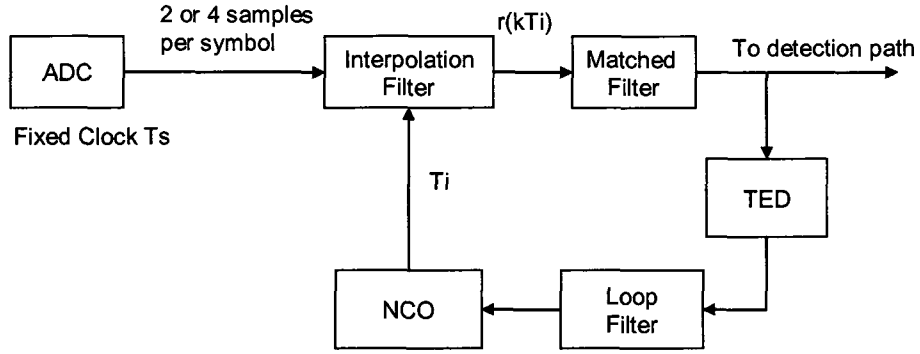 2 or 4 samples
per symbol
r(kTi)
To detection path
ADC
Interpolation
Filter
Matched
Filter
Fixed Clock Ts
Ti
TED
NCO
Loop
Filter